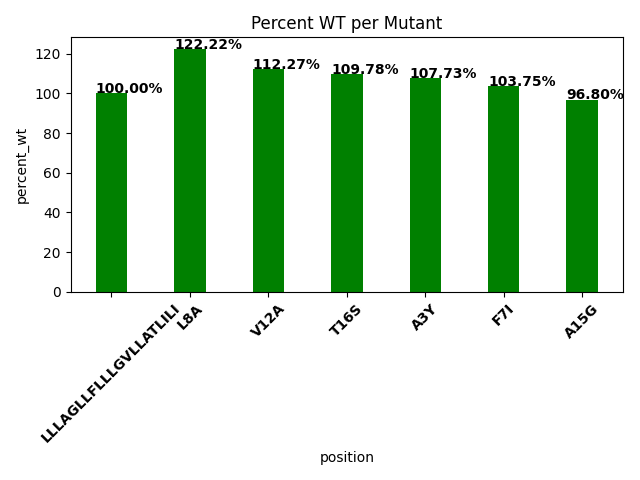 Percent WT per Mutant
percent_wt
120
100
80
60
40
20
0
100.00%
122.22%
112.27%
109.78%
107.73%
103.75%
96.80%
LLLAGLLFLLLGVLLATLILI
L8A
V12A
T16S
A3Y
F7I
A15G
position